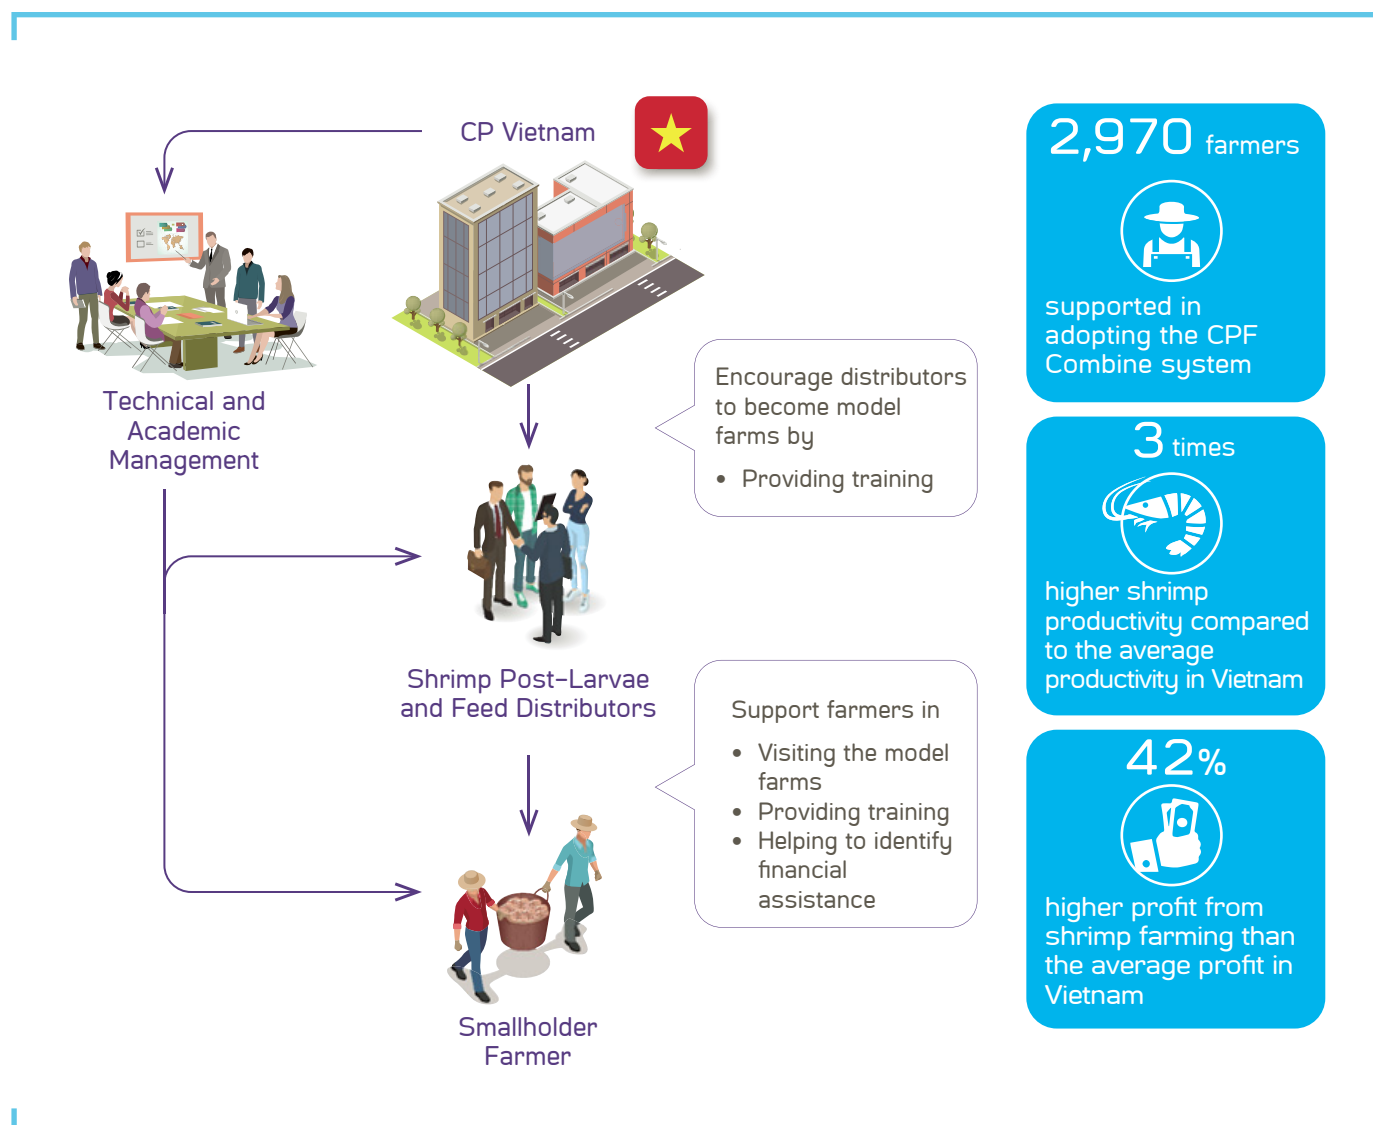 CP Vietnam
Technical and
Academic
Management
Encourage distributors
to become model
farms by
• Providing training
Shrimp Post-Larvae
and Feed Distributors
Support farmers in
• Visiting the model
farms
• Providing training
• Helping to identify
financial
assistance
Smallholder
Farmer
2,970 farmers
supported in
adopting the CPF
Combine system
3 times
higher shrimp
productivity compared
to the average
productivity in Vietnam
42%
higher profit from
shrimp farming than
the average profit in
Vietnam